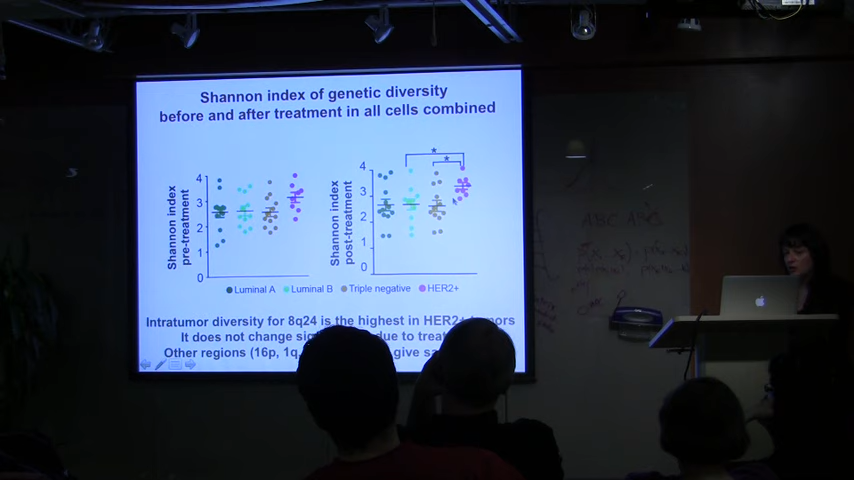 Shannon index of genetic diversity
before and after treatment in all cells combined
Shannon index
pre-treatment
4
3
2
1
0
Shannon index
post-treatment
4
3
2
1
0
★
★
Luminal A Luminal B Triple negative HER2+
Intratumor diversity for 8q24 is the highest in HER2+
It does not change due to
Other regions (16p, 1q, give
ABC ABC